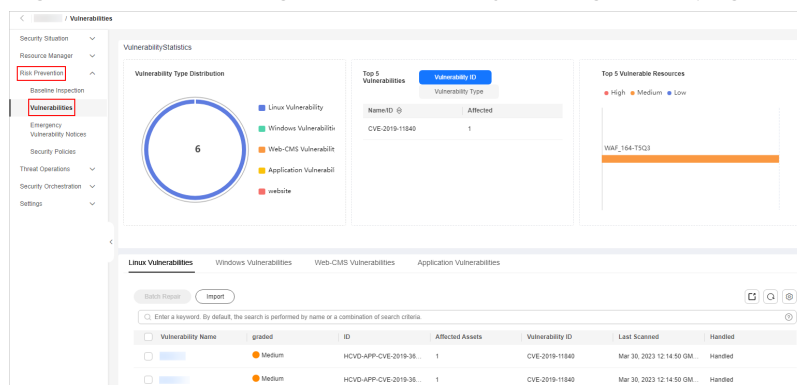 / Vulnerabilities
Security Situation
Resource Manager
Risk Prevention
Baseline Inspection
Vulnerabilities
Emergency
Vulnerability Notices
Security Policies
Threat Operations
Security Orchestration
Settings
VulnerabilityStatistics
Vulnerability Type Distribution
6
Linux Vulnerability
Windows Vulnerabiliti
Web-CMS Vulnerabilit
Application Vulnerabil
website
Top 5
Vulnerabilities
Vulnerability ID
Vulnerability Type
Name/ID Affected
CVE-2019-11840 1
Top 5 Vulnerable Resources
High Medium Low
WAF_164-T5Q3
Linux Vulnerabilities Windows Vulnerabilities Web-CMS Vulnerabilities Application Vulnerabilities
Batch Repair Import
Enter a keyword. By default, the search is performed by name or a combination of search criteria.
Vulnerability Name graded ID Affected Assets Vulnerability ID Last Scanned Handled
Medium HCVD-APP-CVE-2019-36... 1 CVE-2019-11840 Mar 30, 2023 12:14:50 GM... Handled
Medium HCVD-APP-CVE-2019-36... 1 CVE-2019-11840 Mar 30, 2023 12:14:50 GM... Handled